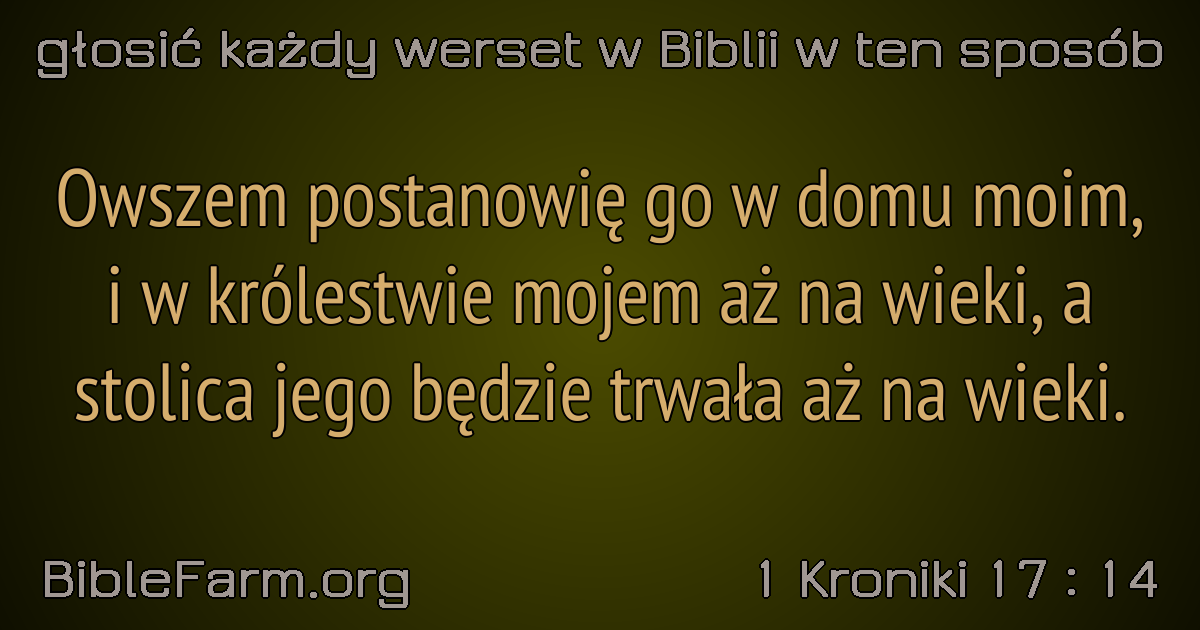 głosić każdy werset w Biblii w ten sposób
Owszem postanowię go w domu moim,
i w królestwie mojem aż na wieki, a
stolica jego będzie trwała aż na wieki.
BibleFarm.org
1 Kroniki 17 : 14